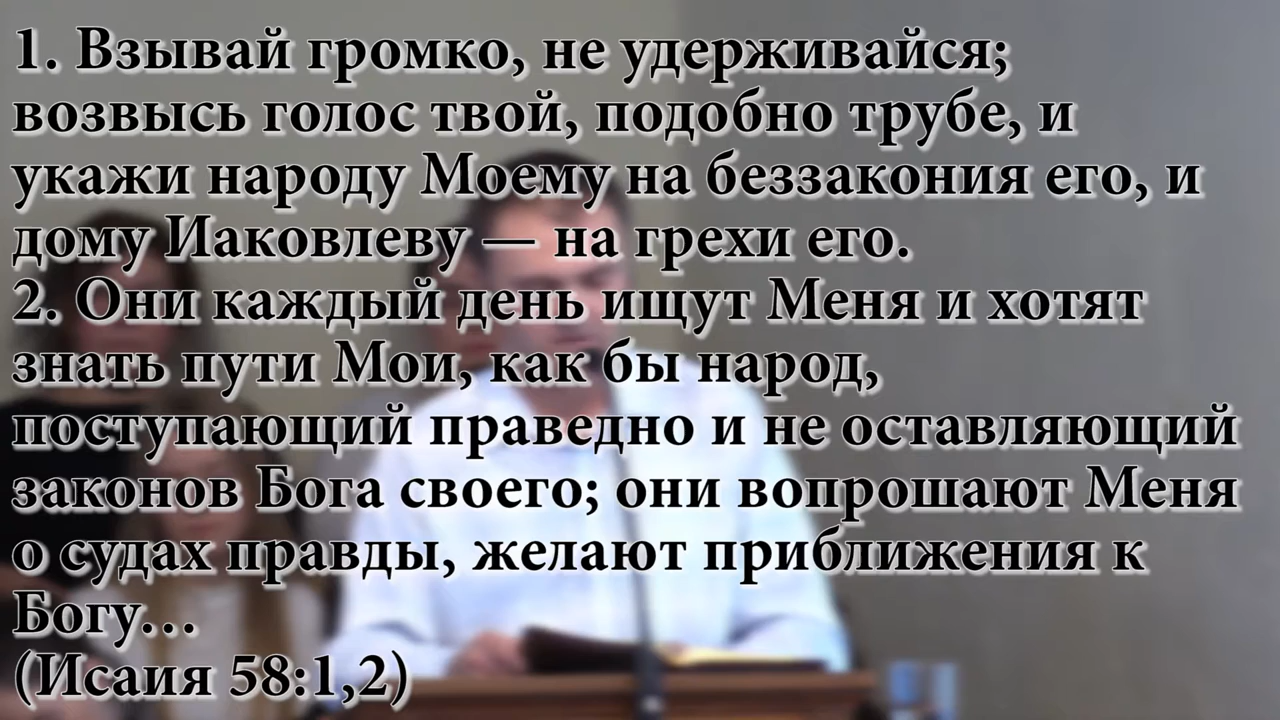 1. Взывай громко, не удерживайся;
возвысь голос твой, подобно трубе, и
укажи народу Моему на беззакония его, и
дому Иаковлеву — на грехи его.
2. Они каждый день ищут Меня и хотят
знать пути Мои, как бы народ,
поступающий праведно и не оставляющий
законов Бога своего; они вопрошают Меня
о судах правды, желают приближения к
Богу…
(Исаия 58:1,2)